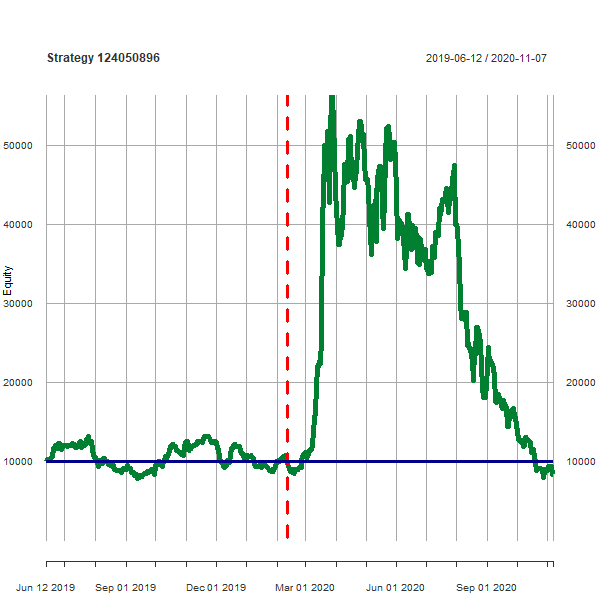 Strategy 124050896
2019-06-12 / 2020-11-07
50000
50000
40000
40000
Equity
30000
30000
20000
20000
10000
10000
Jun 12 2019
Sep 01 2019
Dec 01 2019
Mar 01 2020
Jun 01 2020
Sep 01 2020